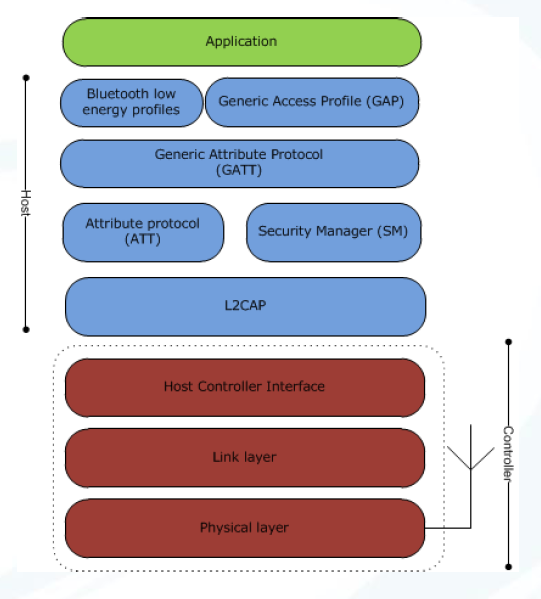 Application
Bluetooth low
energy profiles
Generic Access Profile (GAP)
Generic Attribute Protocol
(GATT)
Host
Attribute protocol
(ATT)
Security Manager (SM)
L2CAP
Host Controller Interface
Link layer
Controller
Physical layer